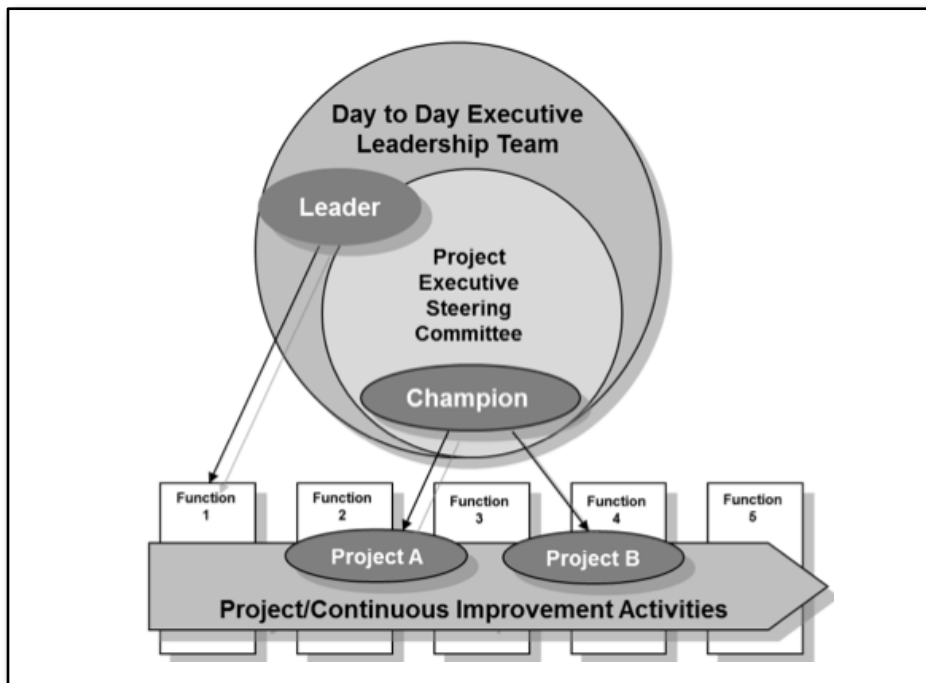 Day to Day Executive
Leadership Team
Leader
Project
Executive
Steering
Committee
Champion
Function
1
Function
2
Function
3
Function
4
Function
5
Project A
Project B
Project/Continuous Improvement Activities